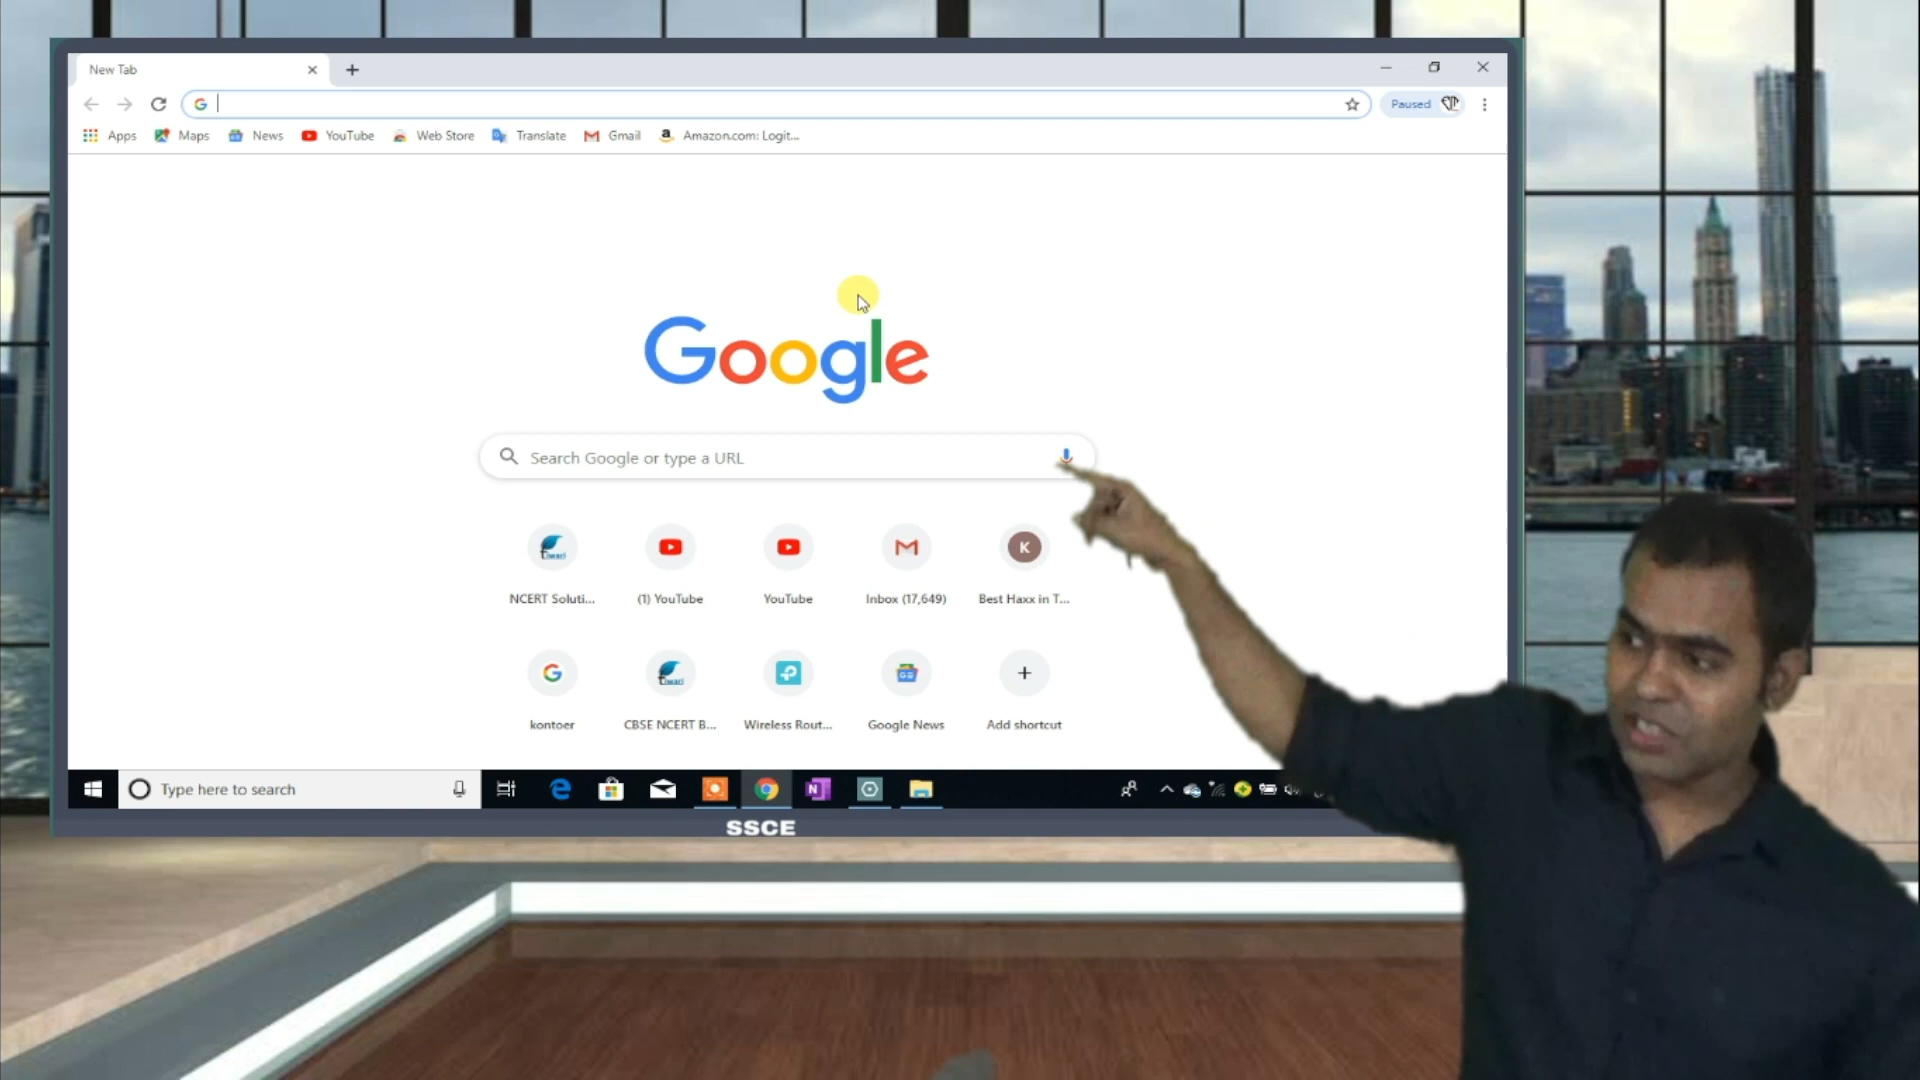 New Tab
Paused
Apps Maps News YouTube Web Store Translate Gmail Amazon.com: Logit...
Google
Search Google or type a URL
NCERT Soluti... (1) YouTube YouTube Inbox (17,649) Best Haxx in T...
kontoer CBSE NCERT B... Wireless Rout... Google News Add shortcut
Type here to search
SSCE